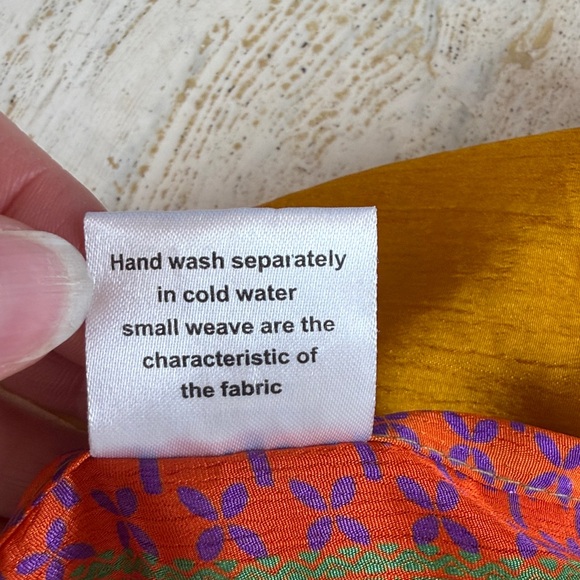 Hand wash separately
in cold water
small weave are the
characteristic of
the fabric